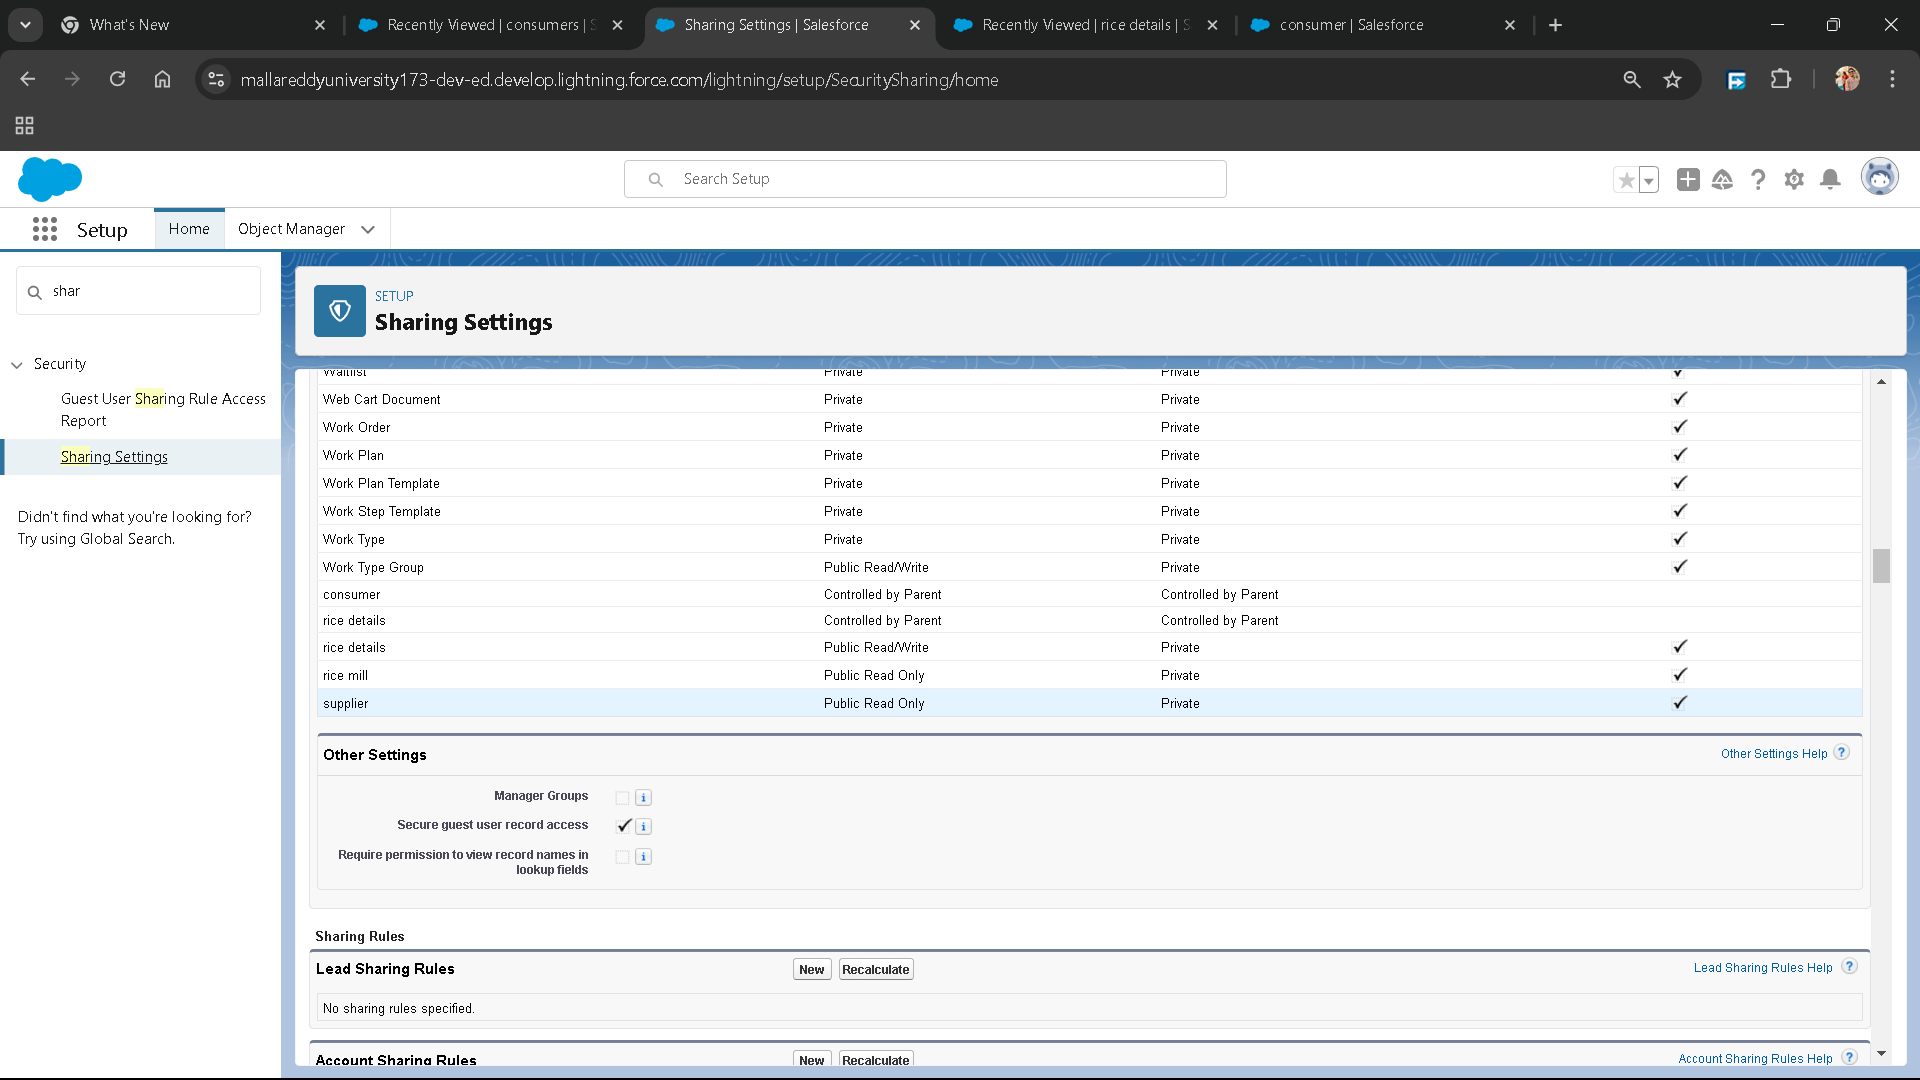 What's New
Recently Viewed | consumers | S
Sharing Settings | Salesforce
Recently Viewed | rice details | S
consumer | Salesforce
mallareddyuniversity173-dev-ed.develop.lightning.force.com/lightning/setup/SecuritySharing/home
Search Setup
Setup
Home
Object Manager
shar
Security
Guest User Sharing Rule Access
Report
Sharing Settings
Didn't find what you're looking for?
Try using Global Search.
SETUP
Sharing Settings
Waitlist Private Private
Web Cart Document Private Private
Work Order Private Private
Work Plan Private Private
Work Plan Template Private Private
Work Step Template Private Private
Work Type Private Private
Work Type Group Public Read/Write Private
consumer Controlled by Parent Controlled by Parent
rice details Controlled by Parent Controlled by Parent
rice details Public Read/Write Private
rice mill Public Read Only Private
supplier Public Read Only Private
Other Settings
Other Settings Help ?
Manager Groups i
Secure guest user record access i
Require permission to view record names in
lookup fields i
Sharing Rules
Lead Sharing Rules New Recalculate Lead Sharing Rules Help ?
No sharing rules specified.
Account Sharing Rules New Recalculate Account Sharing Rules Help ?